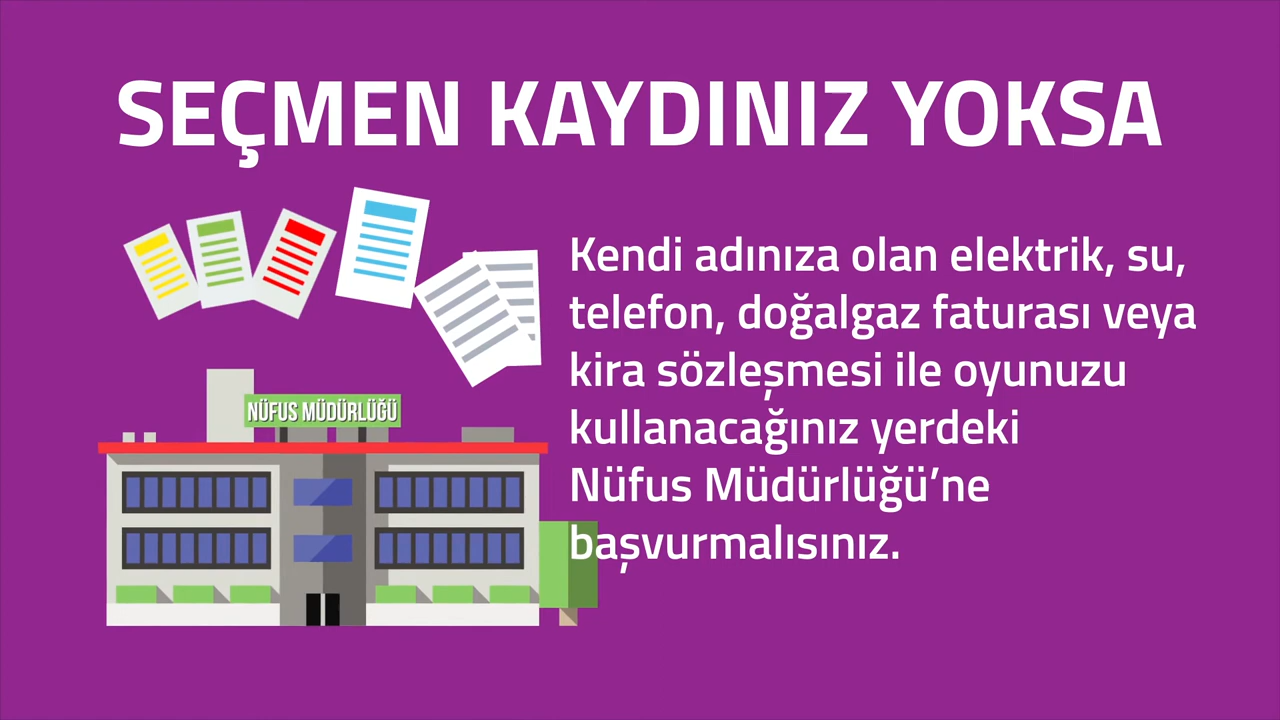 SEÇMEN KAYDINIZ YOKSA
Kendi adınıza olan elektrik, su,
telefon, doğalgaz faturası veya
kira sözleşmesi ile oyunuzu
kullanacağınız yerdeki
Nüfus Müdürlüğü’ne
başvurmalısınız.
NÜFUS MÜDÜRLÜĞÜ